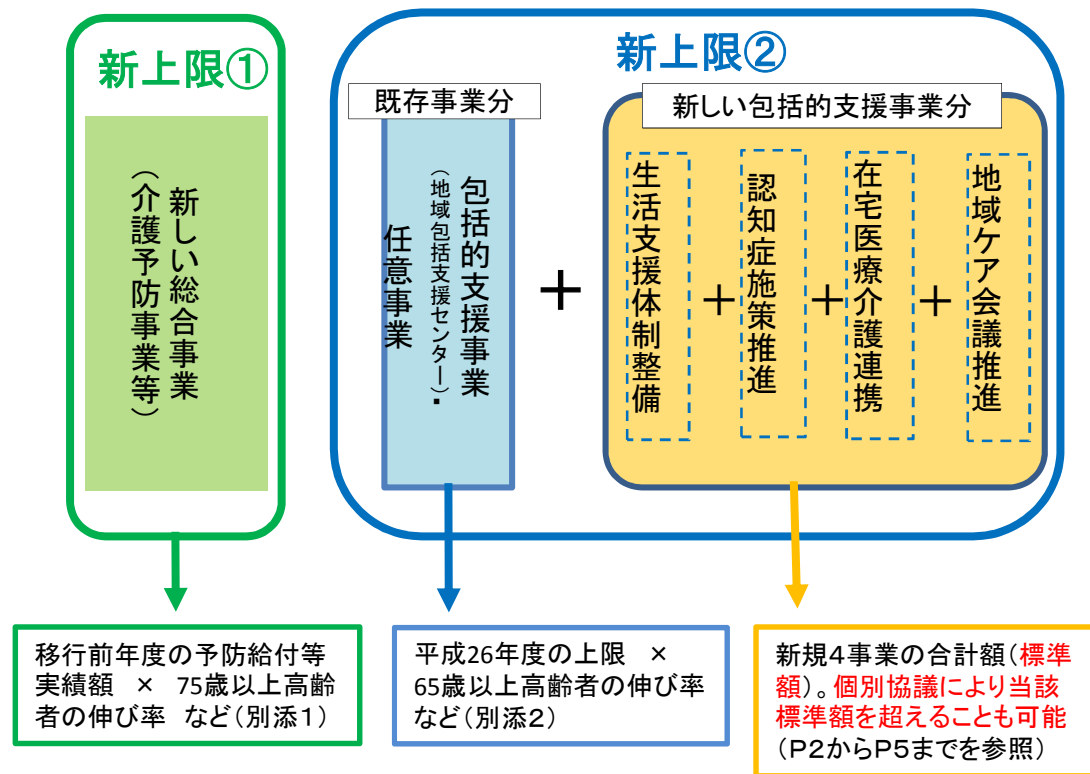 新上限①
新しい総合事業
（介護予防事業等）
新上限②
既存事業分
包括的支援事業
（地域包括支援センター）・
任意事業
＋
新しい包括的支援事業分
生活支援体制整備
＋
認知症施策推進
＋
在宅医療介護連携
＋
地域ケア会議推進
移行前年度の予防給付等
実績額　×　75歳以上高齢
者の伸び率　など（別添１）
平成26年度の上限　×
65歳以上高齢者の伸び率
など（別添２）
新規４事業の合計額（標準
額）。個別協議により当該
標準額を超えることも可能
（P２からP５までを参照）